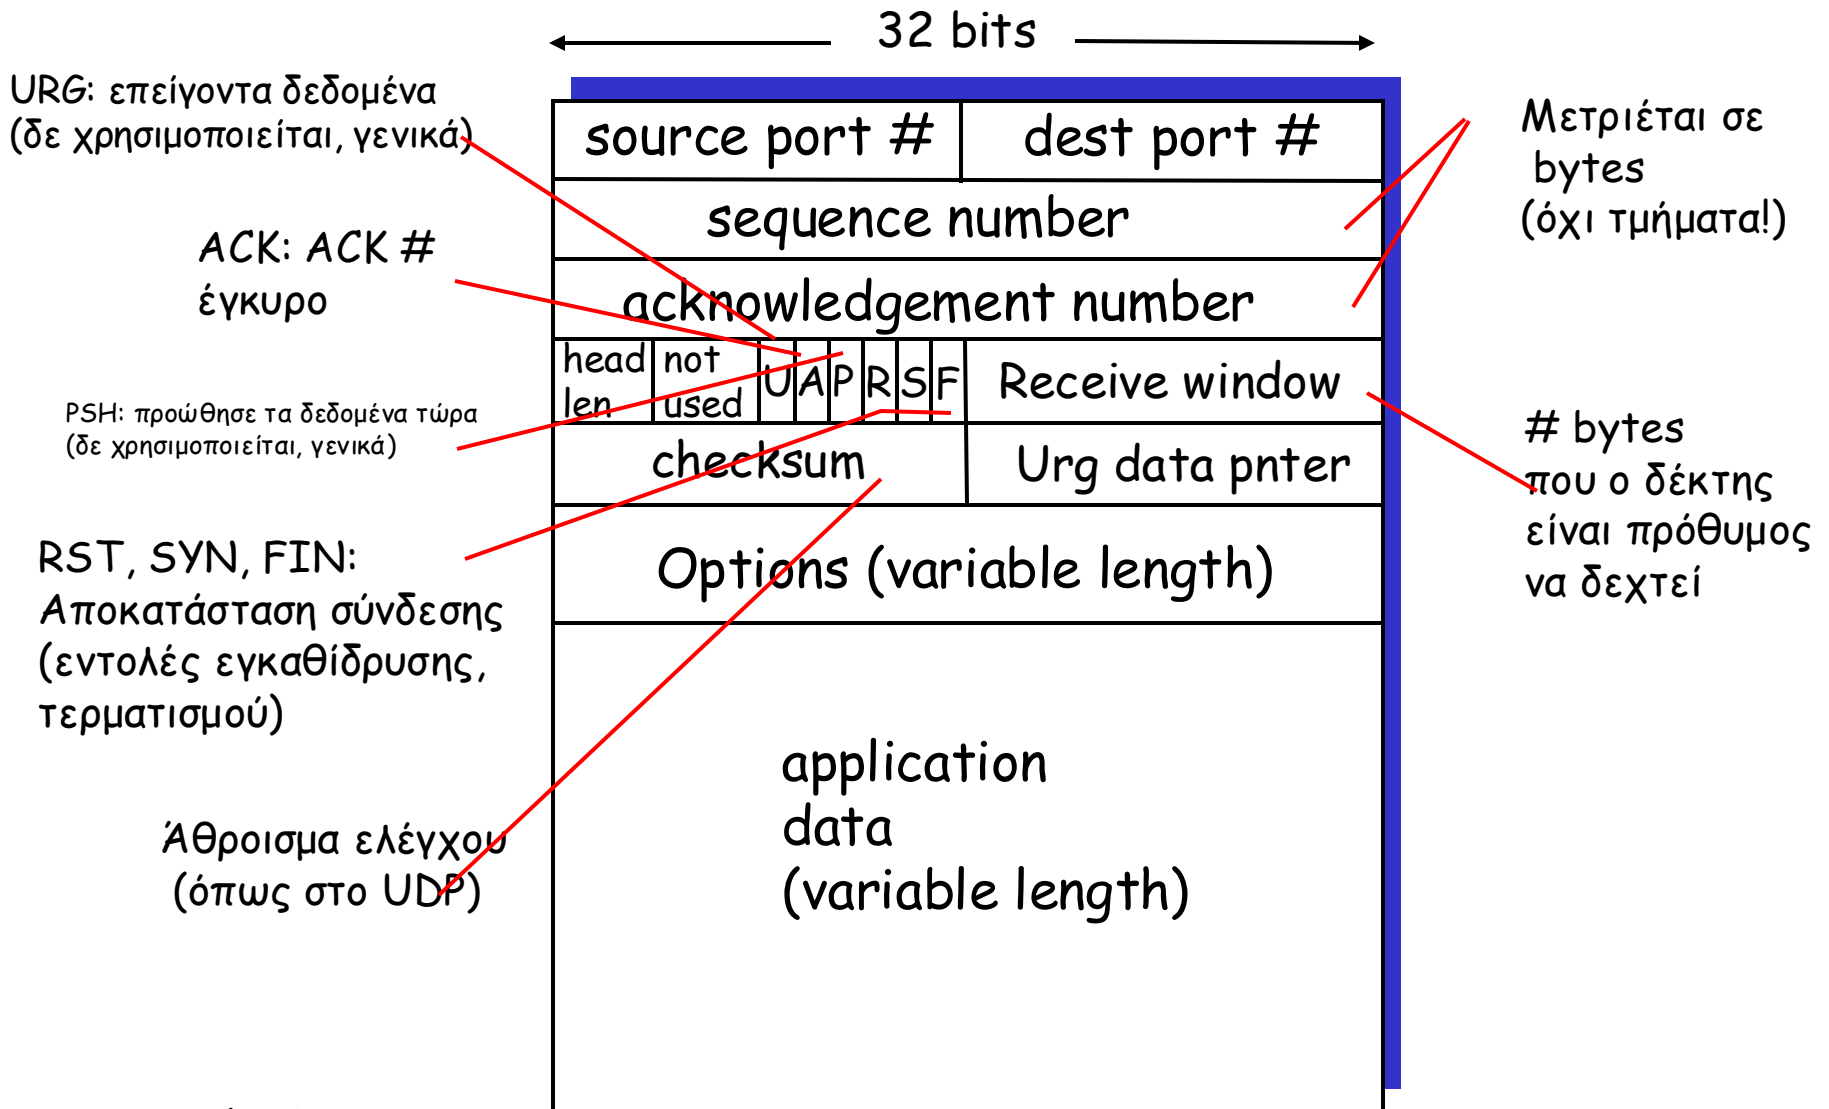 32 bits
URG: επείγοντα δεδομένα
(δε χρησιμοποιείται, γενικά)
ACK: ACK #
έγκυρο
PSH: προώθησε τα δεδομένα τώρα
(δε χρησιμοποιείται, γενικά)
RST, SYN, FIN:
Αποκατάσταση σύνδεσης
(εντολές εγκαθίδρυσης,
τερματισμού)
Άθροισμα ελέγχου
(όπως στο UDP)
source port #
dest port #
sequence number
acknowledgement number
head
len
not
used
U
A
P
R
S
F
Receive window
checksum
Urg data pnter
Options (variable length)
application
data
(variable length)
Μετριέται σε
bytes
(όχι τμήματα!)
# bytes
που ο δέκτης
είναι πρόθυμος
να δεχτεί